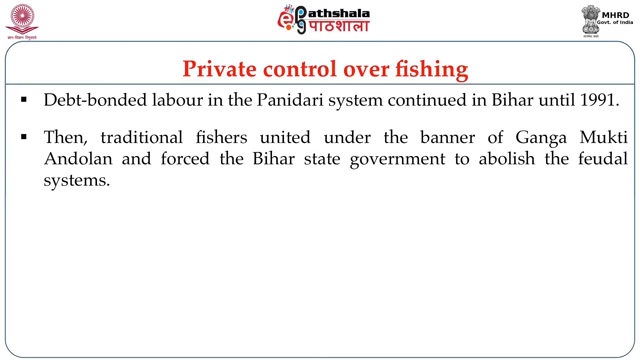 ePathshala
पाठशाला
MHRD
Govt. of India
Private control over fishing
▪ Debt-bonded labour in the Panidari system continued in Bihar until 1991.
▪ Then, traditional fishers united under the banner of Ganga Mukti
Andolan and forced the Bihar state government to abolish the feudal
systems.